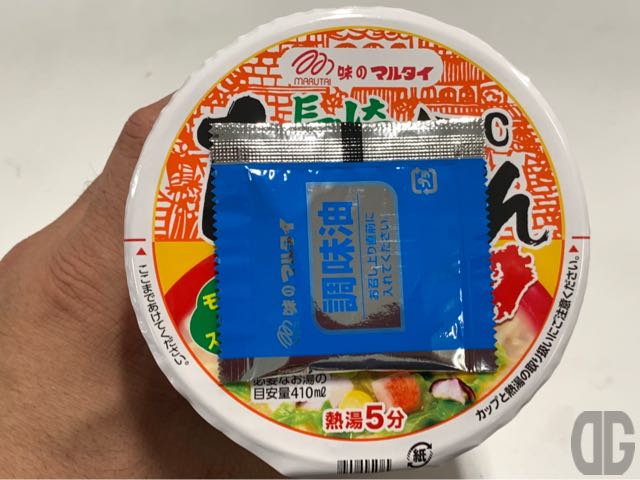 MARUTAI
味のマルタイ
長崎
ん
調味油
お召し上り直前に
入れてください
味のマルタイ
プラ
ここまであけてください。
カップと熱湯の取り扱いにご注意ください。
必要なお湯の
目安量410mℓ
熱湯5分
紙
DG